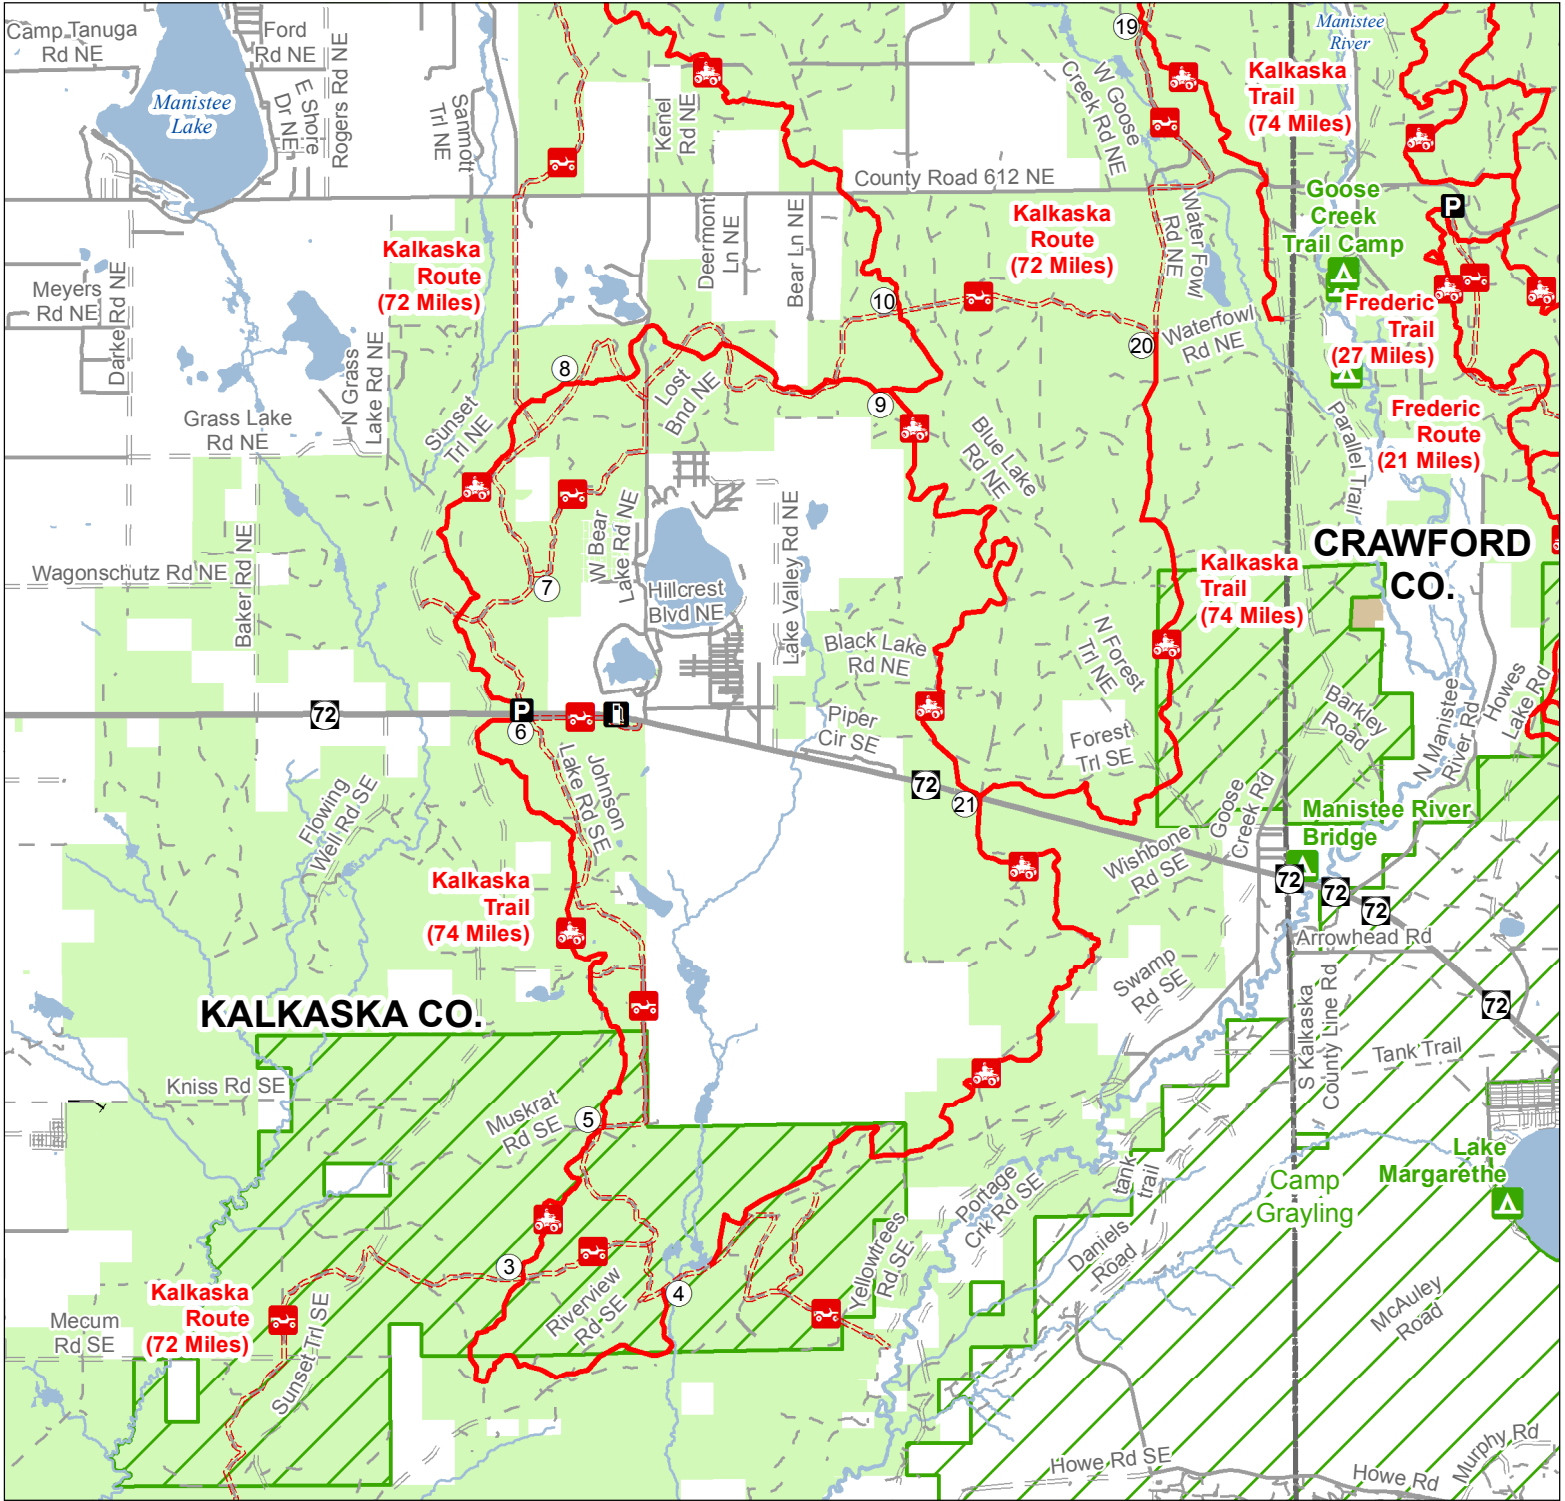 Camp Tanuga
Rd NE
Ford
Rd NE
Manistee
Lake
E Shore
Dr NE
Rogers Rd NE
Sammott
Trl NE
Kenel
Rd NE
19
W Goose
Creek Rd NE
Manistee
River
Kalkaska
Trail
(74 Miles)
County Road 612 NE
Goose
Creek
Trail Camp
P
Kalkaska
Route
(72 Miles)
Deermont
Ln NE
Bear Ln NE
Kalkaska
Route
(72 Miles)
Water Fowl
Rd NE
Meyers
Rd NE
Darke Rd NE
N Grass
Lake Rd NE
10
Waterfowl
Rd NE
20
Frederic
Trail
(27 Miles)
8
Lost
Bnd NE
9
Grass Lake
Rd NE
Sunset
Trl NE
Blue Lake
Rd NE
Parallel Trail
Frederic
Route
(21 Miles)
CRAWFORD
CO.
Wagonschutz Rd NE
Baker Rd NE
7
W Bear
Lake Rd NE
Hillcrest
Blvd NE
Lake Valley Rd NE
Kalkaska
Trail
(74 Miles)
Black Lake
Rd NE
N Forest
Trl NE
72
P
6
Piper
Cir SE
Forest
Trl SE
Barkley
Road
N Manistee
River Rd
Howes
Lake Rd
Johnson
Lake Rd SE
Flowing
Well Rd SE
72
21
Goose
Creek Rd
Manistee River
Bridge
Wishbone
Rd SE
72
72
72
Kalkaska
Trail
(74 Miles)
Arrowhead Rd
Swamp
Rd SE
72
KALKASKA CO.
S Kalkaska
County Line Rd
Tank Trail
Kniss Rd SE
Muskrat
Rd SE
5
tank
trail
Lake
Margarethe
Camp
Grayling
Portage
Crk Rd SE
Yellowtrees
Rd SE
Daniels
Road
3
4
Riverview
Rd SE
Kalkaska
Route
(72 Miles)
Mecum
Rd SE
Sunset Trl SE
McAuley
Road
Howe Rd SE
Howe Rd
Murphy Rd